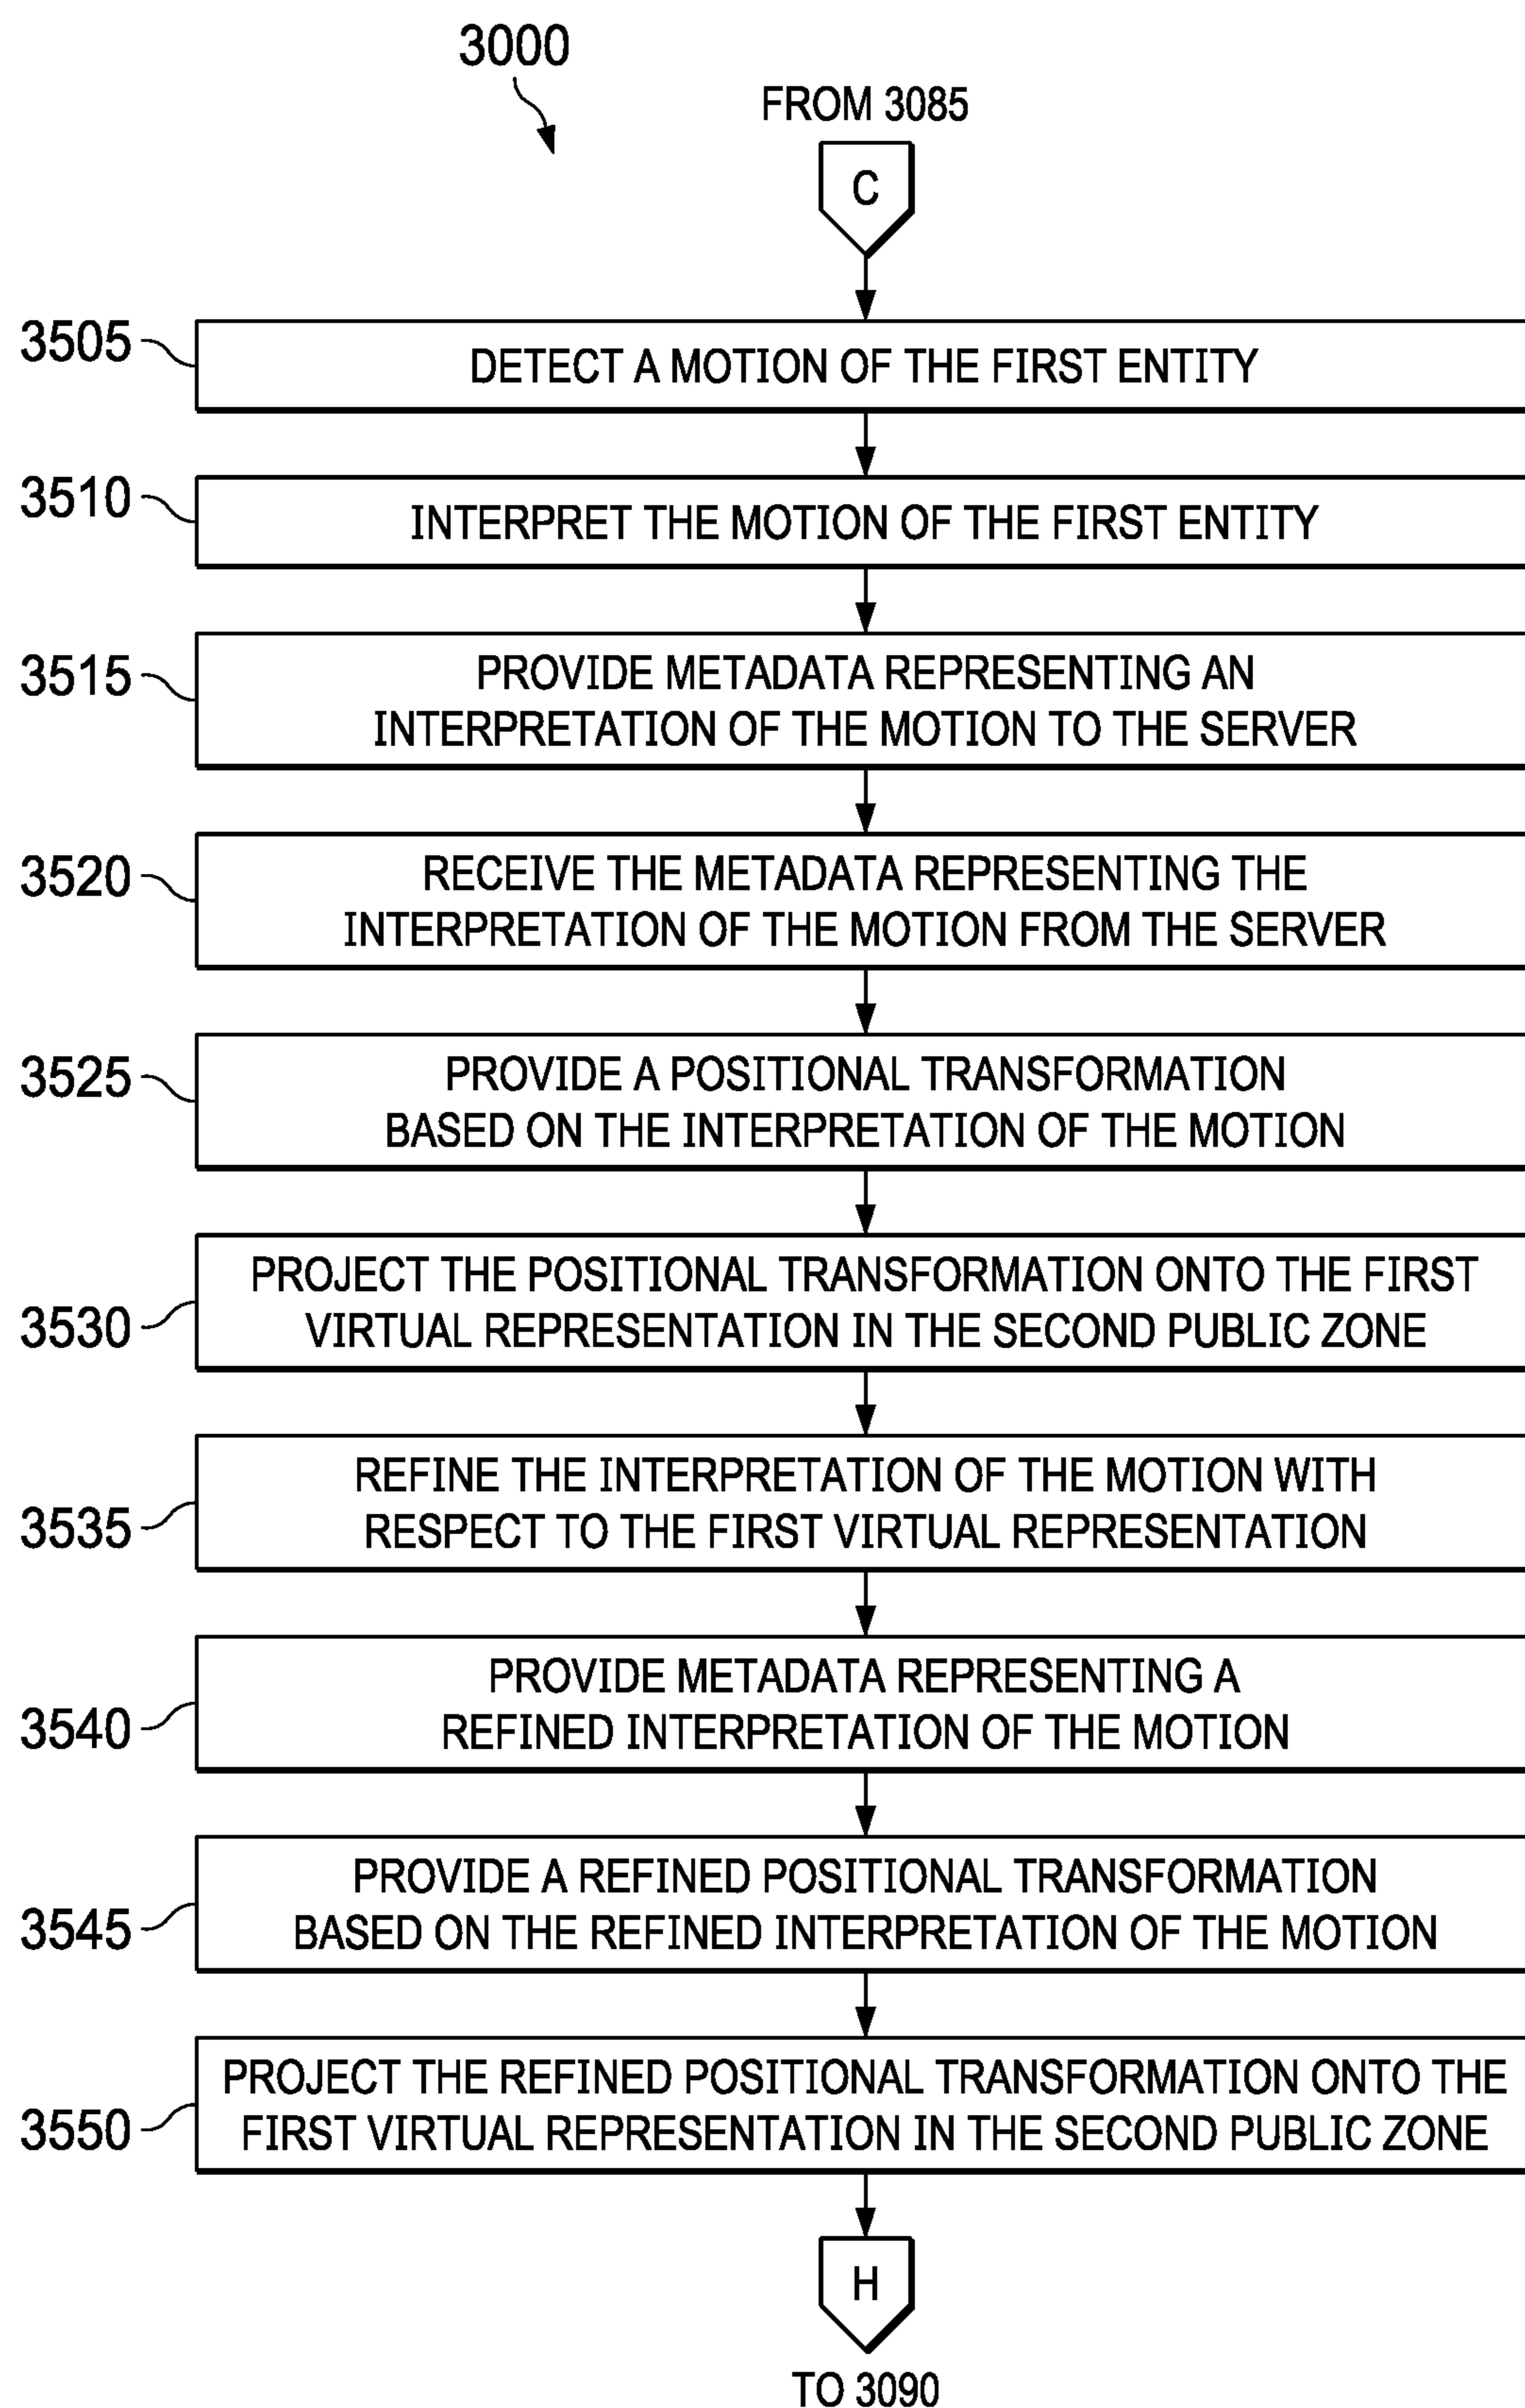 3000
FROM 3085
C
3505
DETECT A MOTION OF THE FIRST ENTITY
3510
INTERPRET THE MOTION OF THE FIRST ENTITY
3515
PROVIDE METADATA REPRESENTING AN
INTERPRETATION OF THE MOTION TO THE SERVER
3520
RECEIVE THE METADATA REPRESENTING THE
INTERPRETATION OF THE MOTION FROM THE SERVER
3525
PROVIDE A POSITIONAL TRANSFORMATION
BASED ON THE INTERPRETATION OF THE MOTION
3530
PROJECT THE POSITIONAL TRANSFORMATION ONTO THE FIRST
VIRTUAL REPRESENTATION IN THE SECOND PUBLIC ZONE
3535
REFINE THE INTERPRETATION OF THE MOTION WITH
RESPECT TO THE FIRST VIRTUAL REPRESENTATION
3540
PROVIDE METADATA REPRESENTING A
REFINED INTERPRETATION OF THE MOTION
3545
PROVIDE A REFINED POSITIONAL TRANSFORMATION
BASED ON THE REFINED INTERPRETATION OF THE MOTION
3550
PROJECT THE REFINED POSITIONAL TRANSFORMATION ONTO THE
FIRST VIRTUAL REPRESENTATION IN THE SECOND PUBLIC ZONE
H
TO 3090